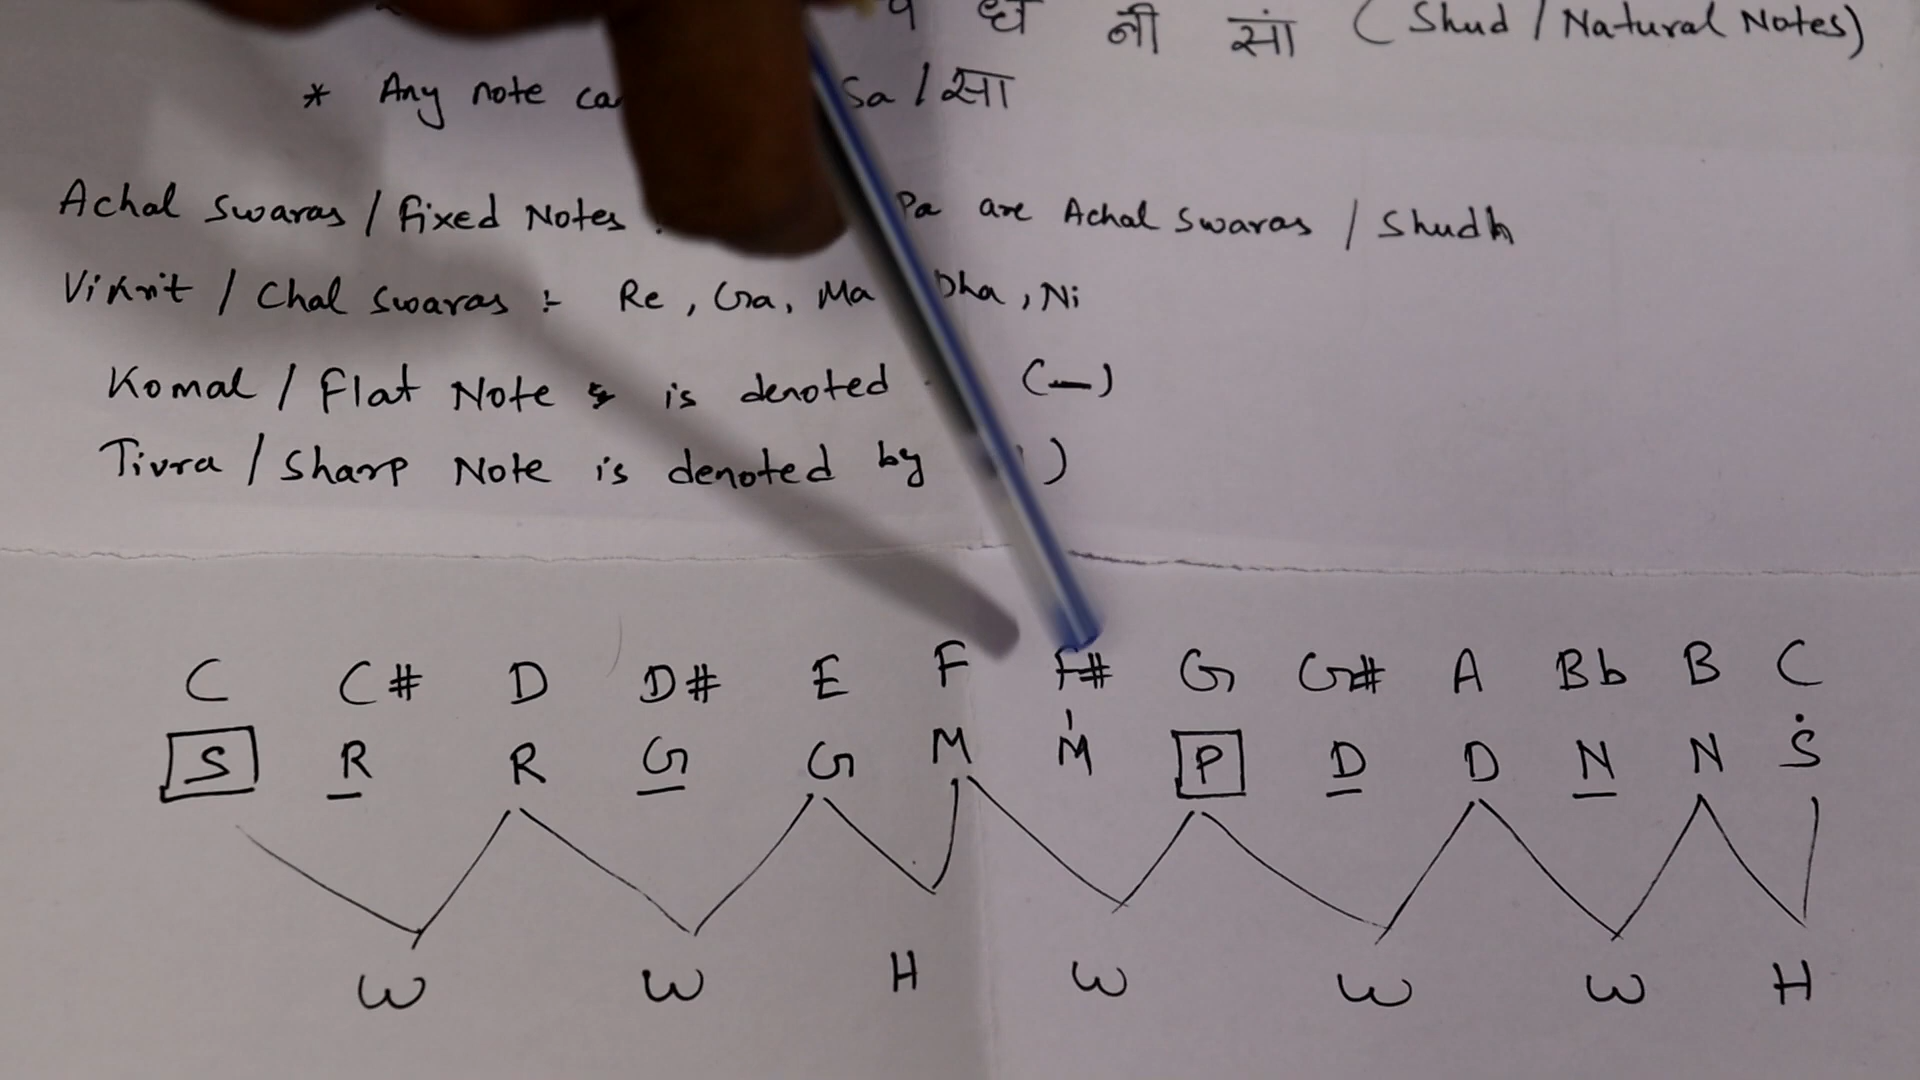 ध नी सां ( Shud / Natural Notes)
* Any note Sa / सा
Achal Swaras / Fixed Notes : Pa are Achal Swaras / Shudh
Vikrit / Chal Swaras :- Re , Ga , Ma Dha , Ni
Komal / Flat Note is denoted (—)
Tivra / Sharp Note is denoted by )
C C# D D# E F F# G G# A Bb B C
S R R G G M M P D D N N Ṡ
W W H W W W H